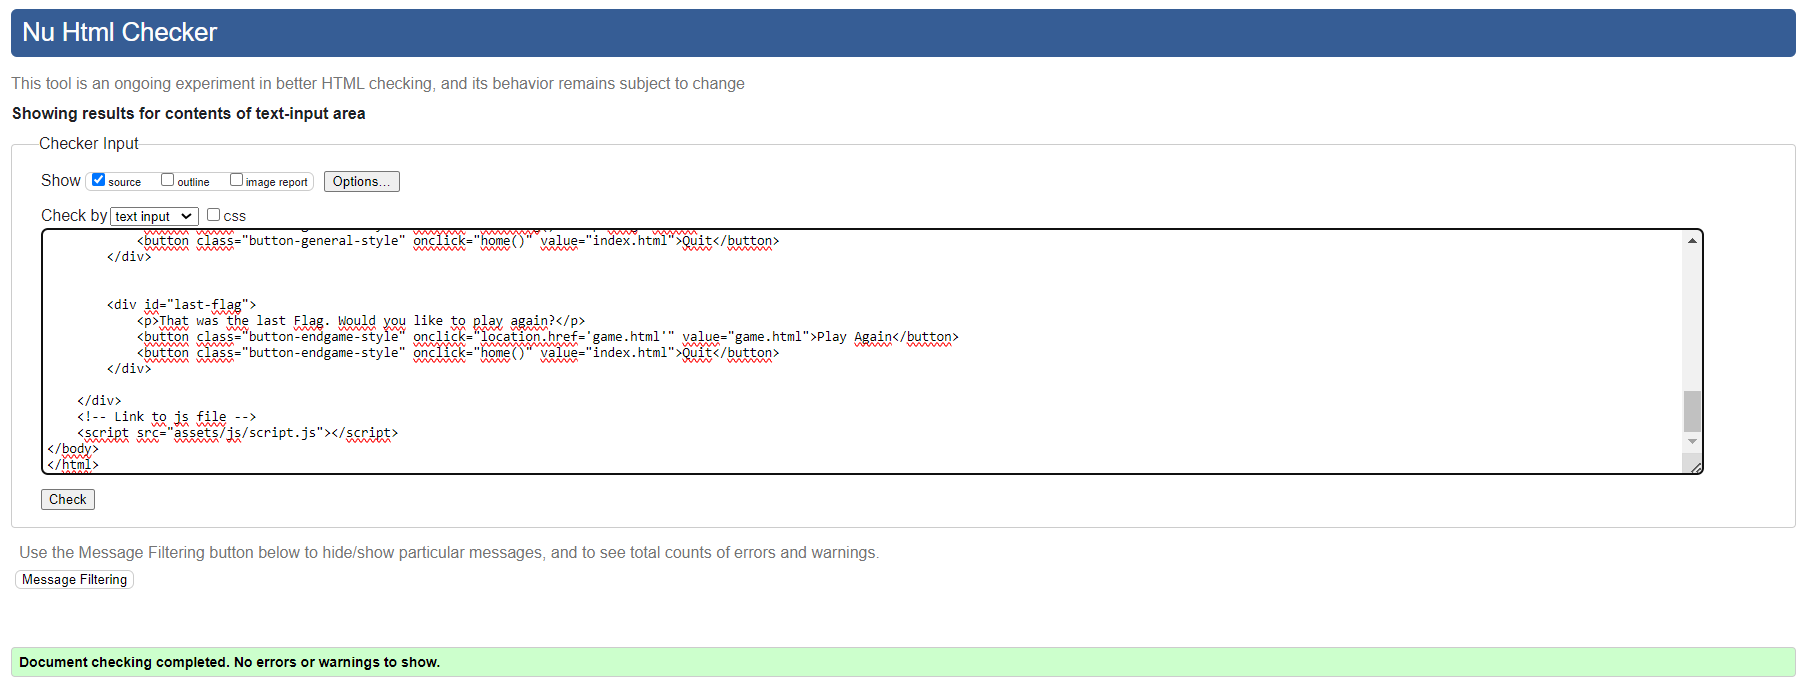 Nu Html Checker
This tool is an ongoing experiment in better HTML checking, and its behavior remains subject to change
Showing results for contents of text-input area
Checker Input
Show source outline image report Options...
Check by text input css
<button class="button-general-style" onclick="home()" value="index.html">Quit</button>
</div>
<div id="last-flag">
<p>That was the last Flag. Would you like to play again?</p>
<button class="button-endgame-style" onclick="location.href='game.html'" value="game.html">Play Again</button>
<button class="button-endgame-style" onclick="home()" value="index.html">Quit</button>
</div>
</div>
<!-- Link to js file -->
<script src="assets/js/script.js"></script>
</body>
</html>
Check
Use the Message Filtering button below to hide/show particular messages, and to see total counts of errors and warnings.
Message Filtering
Document checking completed. No errors or warnings to show.